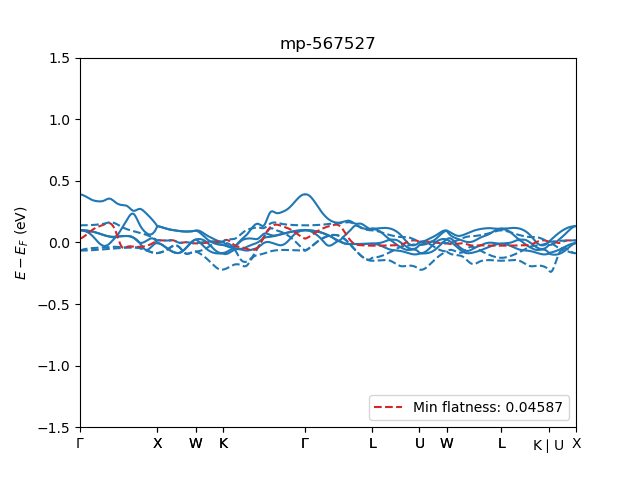 mp-567527
E − E_F (eV)
1.5
1.0
0.5
0.0
−0.5
−1.0
−1.5
Min flatness: 0.04587
Γ X W K Γ L U W L K | U X